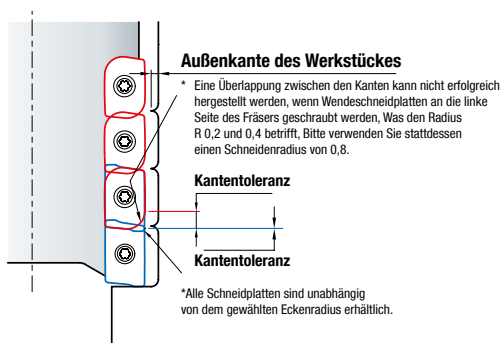 Außenkante des Werkstückes
* Eine Überlappung zwischen den Kanten kann nicht erfolgreich
hergestellt werden, wenn Wendeschneidplatten an die linke
Seite des Fräsers geschraubt werden, Was den Radius
R 0,2 und 0,4 betrifft, Bitte verwenden Sie stattdessen
einen Schneidenradius von 0,8.
Kantentoleranz
Kantentoleranz
*Alle Schneidplatten sind unabhängig
von dem gewählten Eckenradius erhältlich.